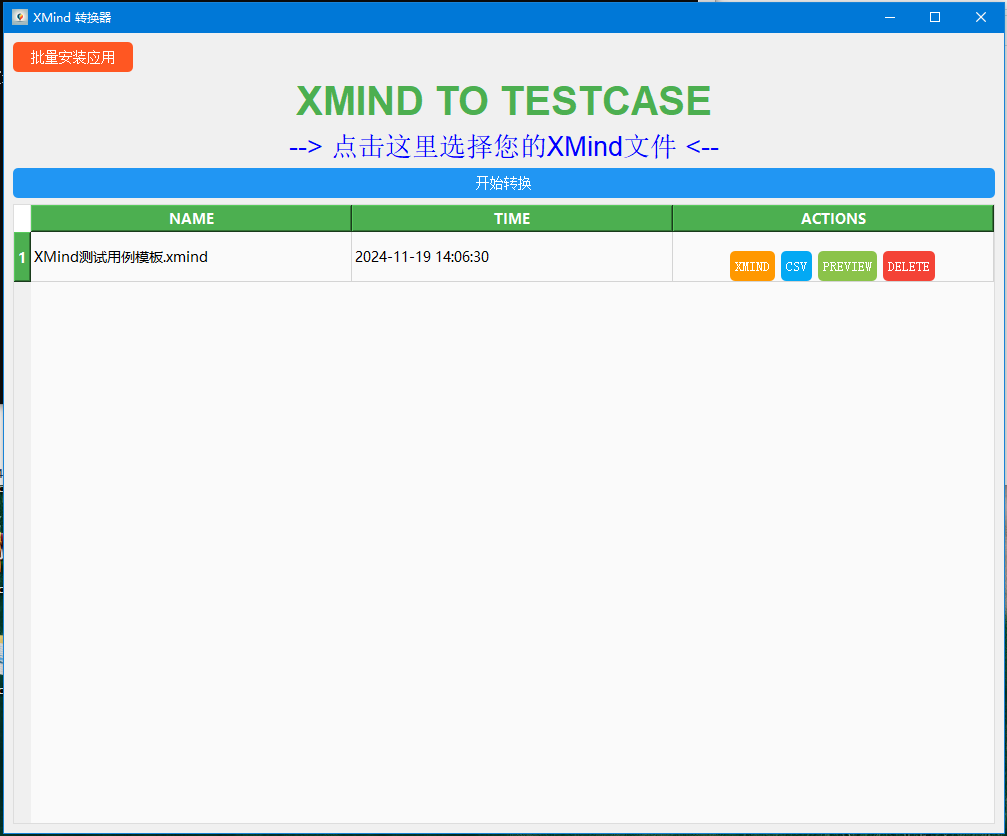 XMind 转换器
批量安装应用
XMIND TO TESTCASE
--> 点击这里选择您的XMind文件 <--
开始转换
NAME TIME ACTIONS
1 XMind测试用例模板.xmind 2024-11-19 14:06:30 XMIND CSV PREVIEW DELETE